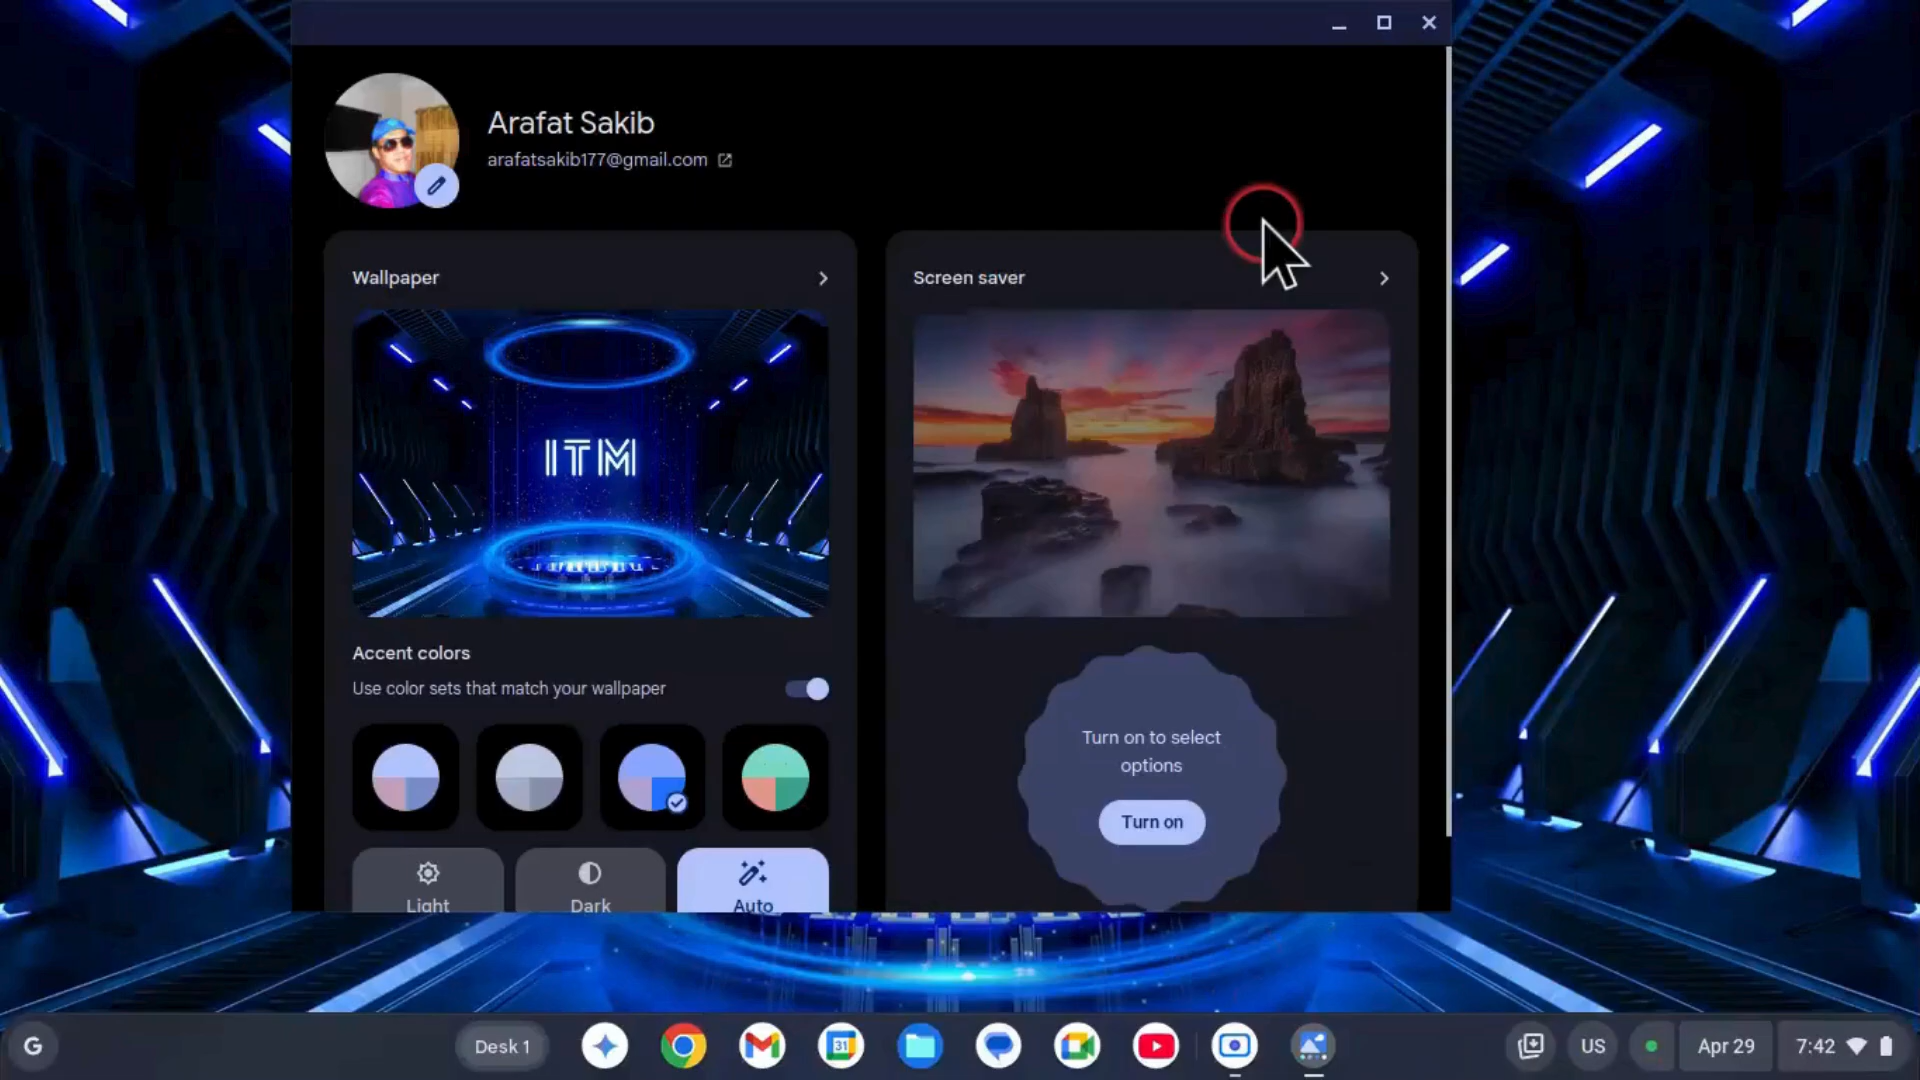 Arafat Sakib
arafatsakib177@gmail.com
Wallpaper
Screen saver
ITM
Accent colors
Use color sets that match your wallpaper
Turn on to select
options
Turn on
Light
Dark
Auto
G
Desk 1
31
US
Apr 29
7:42